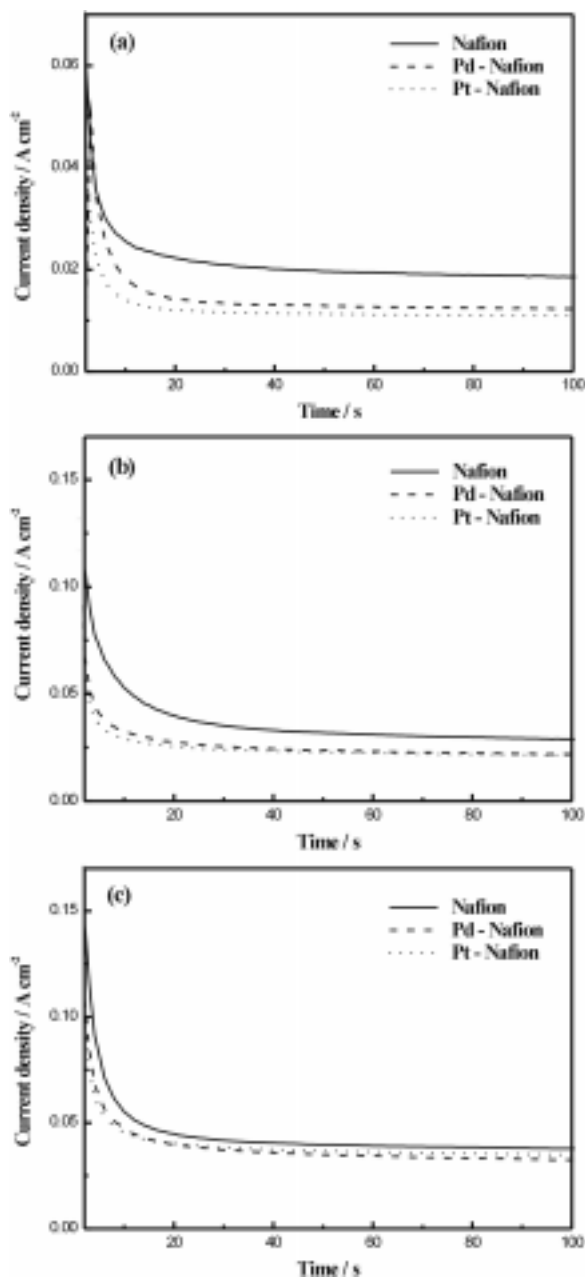 (a)
Nafion
Pd - Nafion
Pt - Nafion
0.06
0.04
0.02
0.00
Current density / A cm⁻²
20 40 60 80 100
Time / s
(b)
Nafion
Pd - Nafion
Pt - Nafion
0.15
0.10
0.05
0.00
Current density / A cm⁻²
20 40 60 80 100
Time / s
(c)
Nafion
Pd - Nafion
Pt - Nafion
0.15
0.10
0.05
0.00
Current density / A cm⁻²
20 40 60 80 100
Time / s